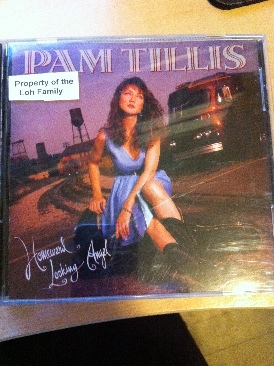 PAM TILLIS
Property of the
Loh Family
Homeward
Looking Angel